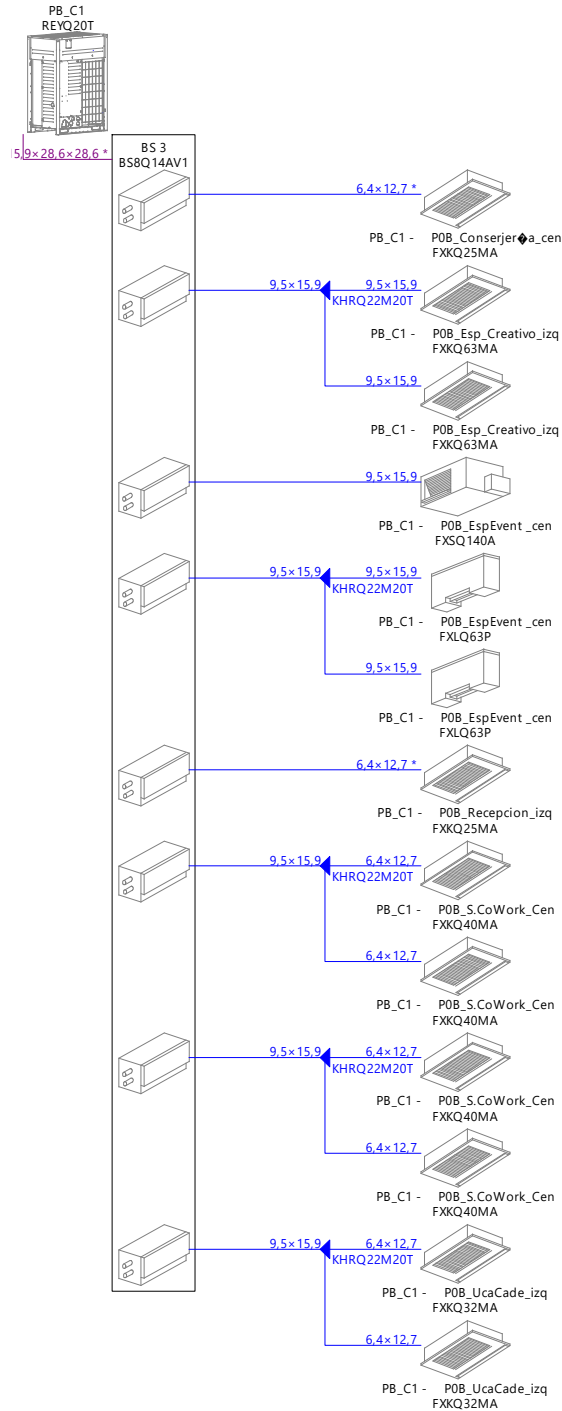 PB_C1
REYQ20T
5,9×28,6×28,6 *
BS 3
BS8Q14AV1
6,4×12,7 *
PB_C1 - P0B_Conserjer�a_cen
FXKQ25MA
9,5×15,9 9,5×15,9
KHRQ22M20T
PB_C1 - P0B_Esp_Creativo_izq
FXKQ63MA
9,5×15,9
PB_C1 - P0B_Esp_Creativo_izq
FXKQ63MA
9,5×15,9
PB_C1 - P0B_EspEvent _cen
FXSQ140A
9,5×15,9 9,5×15,9
KHRQ22M20T
PB_C1 - P0B_EspEvent _cen
FXLQ63P
9,5×15,9
PB_C1 - P0B_EspEvent _cen
FXLQ63P
6,4×12,7 *
PB_C1 - P0B_Recepcion_izq
FXKQ25MA
9,5×15,9 6,4×12,7
KHRQ22M20T
PB_C1 - P0B_S.CoWork_Cen
FXKQ40MA
6,4×12,7
PB_C1 - P0B_S.CoWork_Cen
FXKQ40MA
9,5×15,9 6,4×12,7
KHRQ22M20T
PB_C1 - P0B_S.CoWork_Cen
FXKQ40MA
6,4×12,7
PB_C1 - P0B_S.CoWork_Cen
FXKQ40MA
9,5×15,9 6,4×12,7
KHRQ22M20T
PB_C1 - P0B_UcaCade_izq
FXKQ32MA
6,4×12,7
PB_C1 - P0B_UcaCade_izq
FXKQ32MA